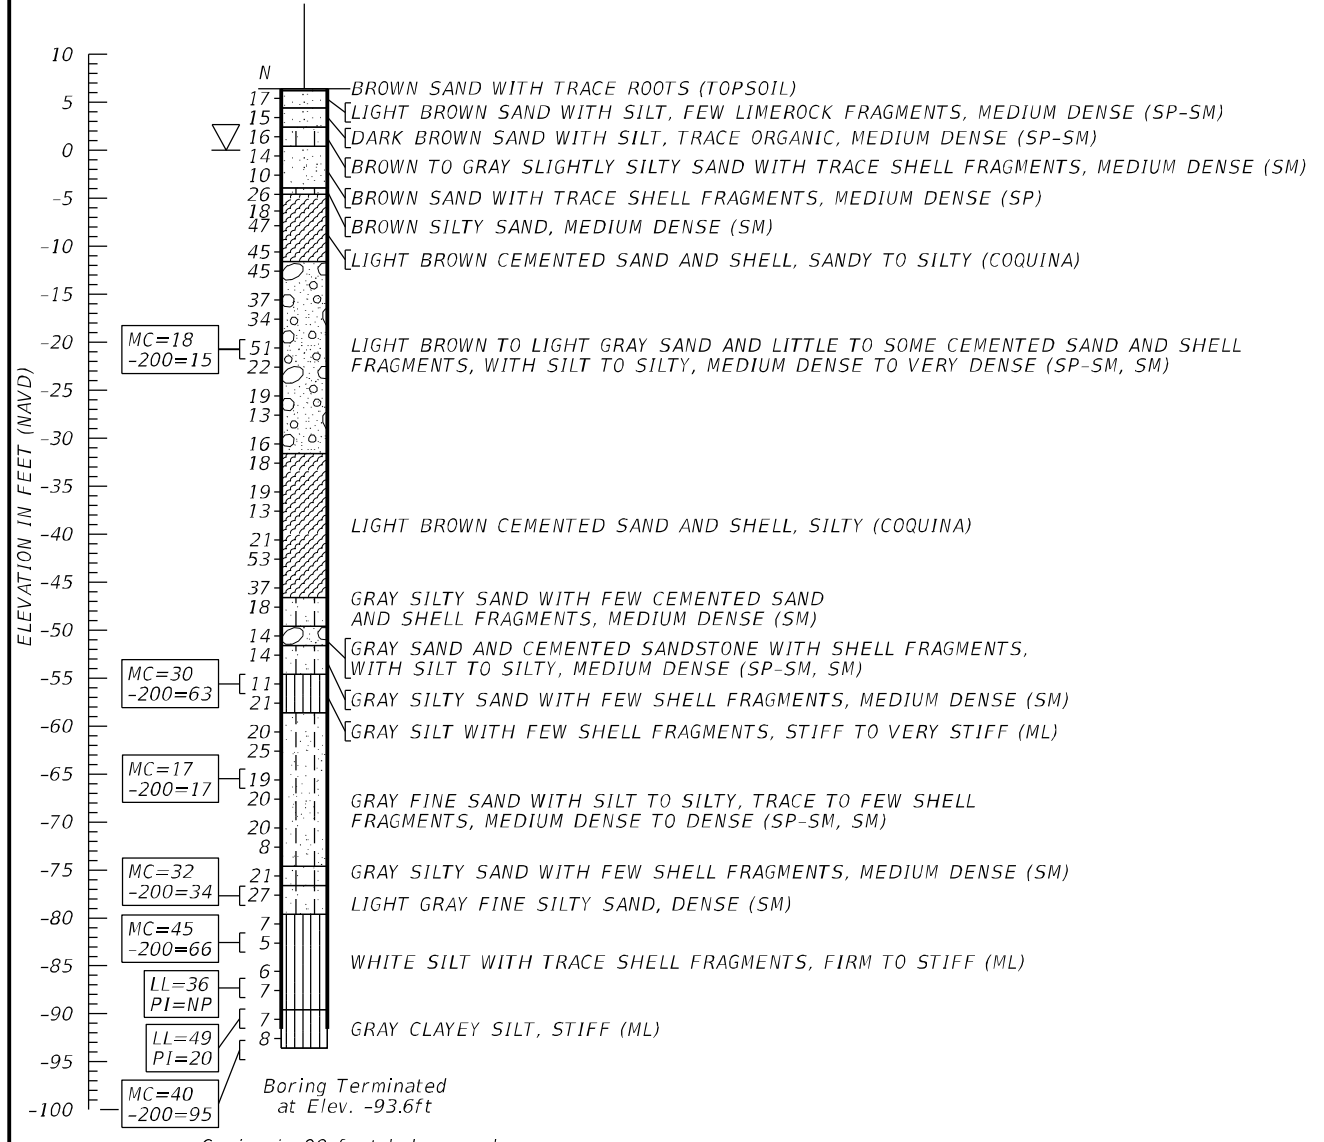 10
N
BROWN SAND WITH TRACE ROOTS (TOPSOIL)
17
5
LIGHT BROWN SAND WITH SILT, FEW LIMEROCK FRAGMENTS, MEDIUM DENSE (SP-SM)
15
DARK BROWN SAND WITH SILT, TRACE ORGANIC, MEDIUM DENSE (SP-SM)
16
0
14
BROWN TO GRAY SLIGHTLY SILTY SAND WITH TRACE SHELL FRAGMENTS, MEDIUM DENSE (SM)
10
-5
26
BROWN SAND WITH TRACE SHELL FRAGMENTS, MEDIUM DENSE (SP)
18
47
BROWN SILTY SAND, MEDIUM DENSE (SM)
-10
45
LIGHT BROWN CEMENTED SAND AND SHELL, SANDY TO SILTY (COQUINA)
45
-15
37
34
-20
MC=18
-200=15
51
22
LIGHT BROWN TO LIGHT GRAY SAND AND LITTLE TO SOME CEMENTED SAND AND SHELL
FRAGMENTS, WITH SILT TO SILTY, MEDIUM DENSE TO VERY DENSE (SP-SM, SM)
-25
19
13
-30
16
18
-35
19
13
ELEVATION IN FEET (NAVD)
LIGHT BROWN CEMENTED SAND AND SHELL, SILTY (COQUINA)
-40
21
53
-45
37
18
GRAY SILTY SAND WITH FEW CEMENTED SAND
AND SHELL FRAGMENTS, MEDIUM DENSE (SM)
-50
14
14
GRAY SAND AND CEMENTED SANDSTONE WITH SHELL FRAGMENTS,
WITH SILT TO SILTY, MEDIUM DENSE (SP-SM, SM)
-55
MC=30
-200=63
11
21
GRAY SILTY SAND WITH FEW SHELL FRAGMENTS, MEDIUM DENSE (SM)
-60
20
GRAY SILT WITH FEW SHELL FRAGMENTS, STIFF TO VERY STIFF (ML)
25
-65
MC=17
-200=17
19
20
GRAY FINE SAND WITH SILT TO SILTY, TRACE TO FEW SHELL
FRAGMENTS, MEDIUM DENSE TO DENSE (SP-SM, SM)
-70
20
8
-75
MC=32
-200=34
21
27
GRAY SILTY SAND WITH FEW SHELL FRAGMENTS, MEDIUM DENSE (SM)
LIGHT GRAY FINE SILTY SAND, DENSE (SM)
-80
MC=45
-200=66
7
5
-85
WHITE SILT WITH TRACE SHELL FRAGMENTS, FIRM TO STIFF (ML)
6
LL=36
PI=NP
7
-90
7
LL=49
PI=20
8
GRAY CLAYEY SILT, STIFF (ML)
-95
MC=40
-200=95
-100
Boring Terminated
at Elev. -93.6ft